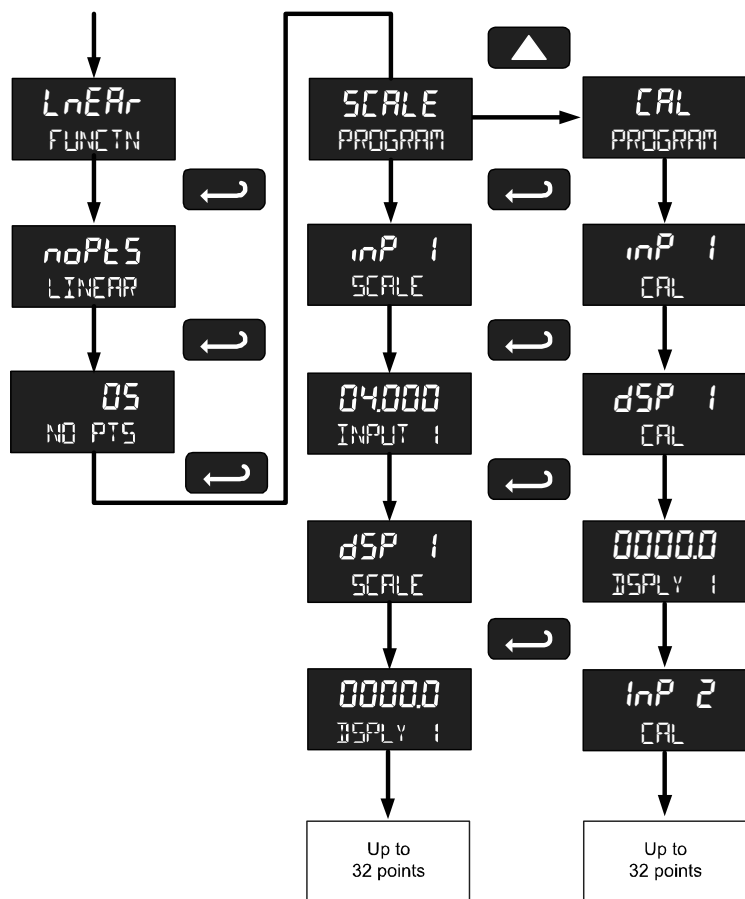 LnEAr
FUNCTN
noPtS
LINEAR
05
NO PTS
SCALE
PROGRAM
inP 1
SCALE
04.000
INPUT 1
dSP 1
SCALE
0000.0
DSPLY 1
Up to
32 points
CAL
PROGRAM
inP 1
CAL
dSP 1
CAL
0000.0
DSPLY 1
InP 2
CAL
Up to
32 points